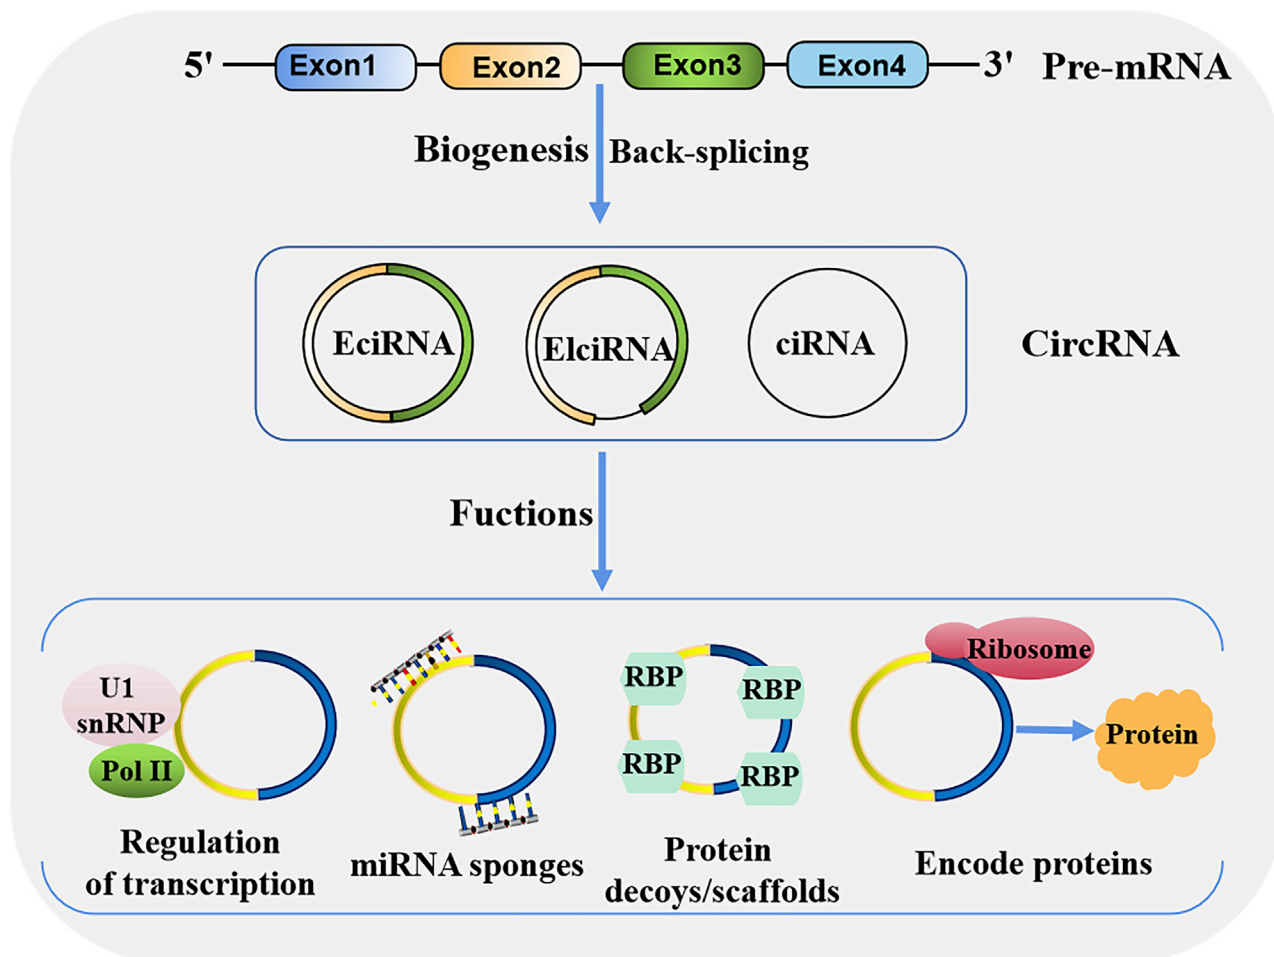 5' Exon1 Exon2 Exon3 Exon4 3' Pre-mRNA
Biogenesis Back-splicing
EciRNA ElciRNA ciRNA CircRNA
Fuctions
U1
snRNP
Pol II
RBP RBP
RBP RBP
Ribosome
Protein
Regulation
of transcription
miRNA sponges
Protein
decoys/scaffolds
Encode proteins